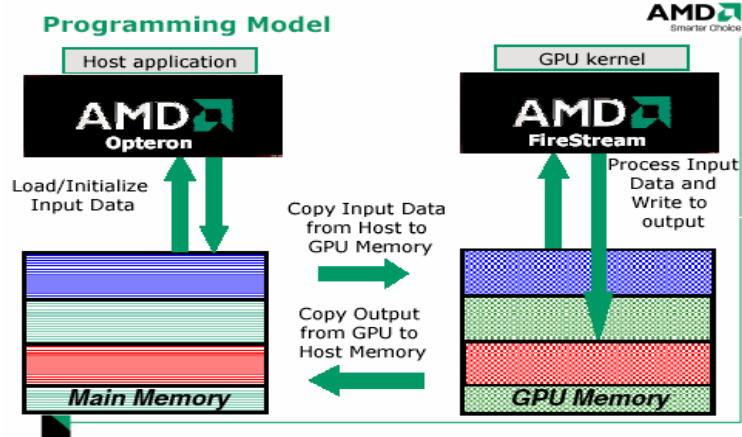 Programming Model
AMD
Smarter Choice
Host application
GPU kernel
AMD
Opteron
AMD
FireStream
Load/Initialize
Input Data
Process Input
Data and
Write to
output
Copy Input Data
from Host to
GPU Memory
Copy Output
from GPU to
Host Memory
Main Memory
GPU Memory